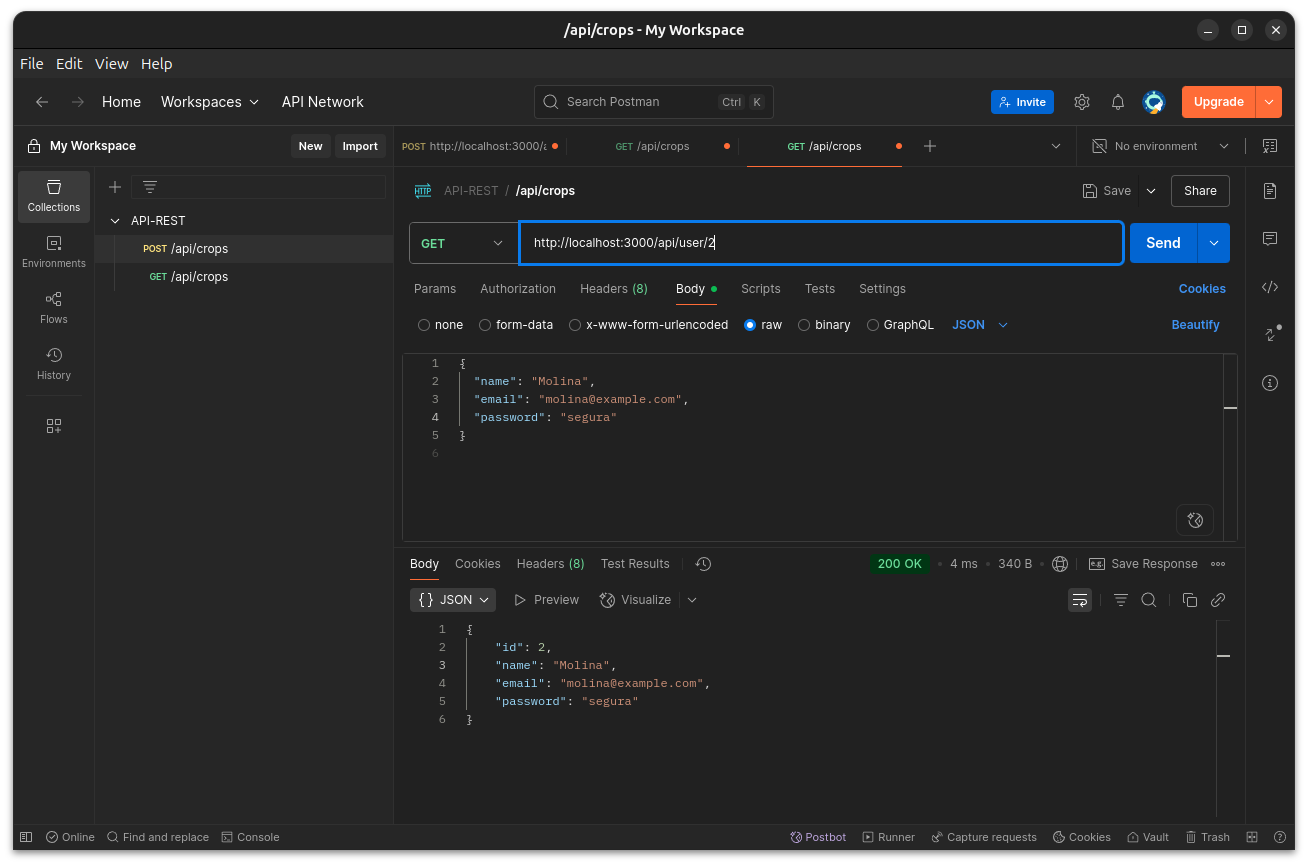 /api/crops - My Workspace
File Edit View Help
Home Workspaces API Network
Search Postman Ctrl K
Invite
Upgrade
My Workspace New Import
POST http://localhost:3000/a GET /api/crops GET /api/crops
No environment
Collections
Environments
Flows
History
API-REST
POST /api/crops
GET /api/crops
HTTP API-REST / /api/crops
Save Share
GET http://localhost:3000/api/user/2 Send
Params Authorization Headers (8) Body Scripts Tests Settings Cookies
none form-data x-www-form-urlencoded raw binary GraphQL JSON Beautify
1 {
2 "name": "Molina",
3 "email": "molina@example.com",
4 "password": "segura"
5 }
6
Body Cookies Headers (8) Test Results 200 OK • 4 ms • 340 B • e.g. Save Response
{} JSON Preview Visualize
1 {
2 "id": 2,
3 "name": "Molina",
4 "email": "molina@example.com",
5 "password": "segura"
6 }
Online Find and replace Console Postbot Runner Capture requests Cookies Vault Trash